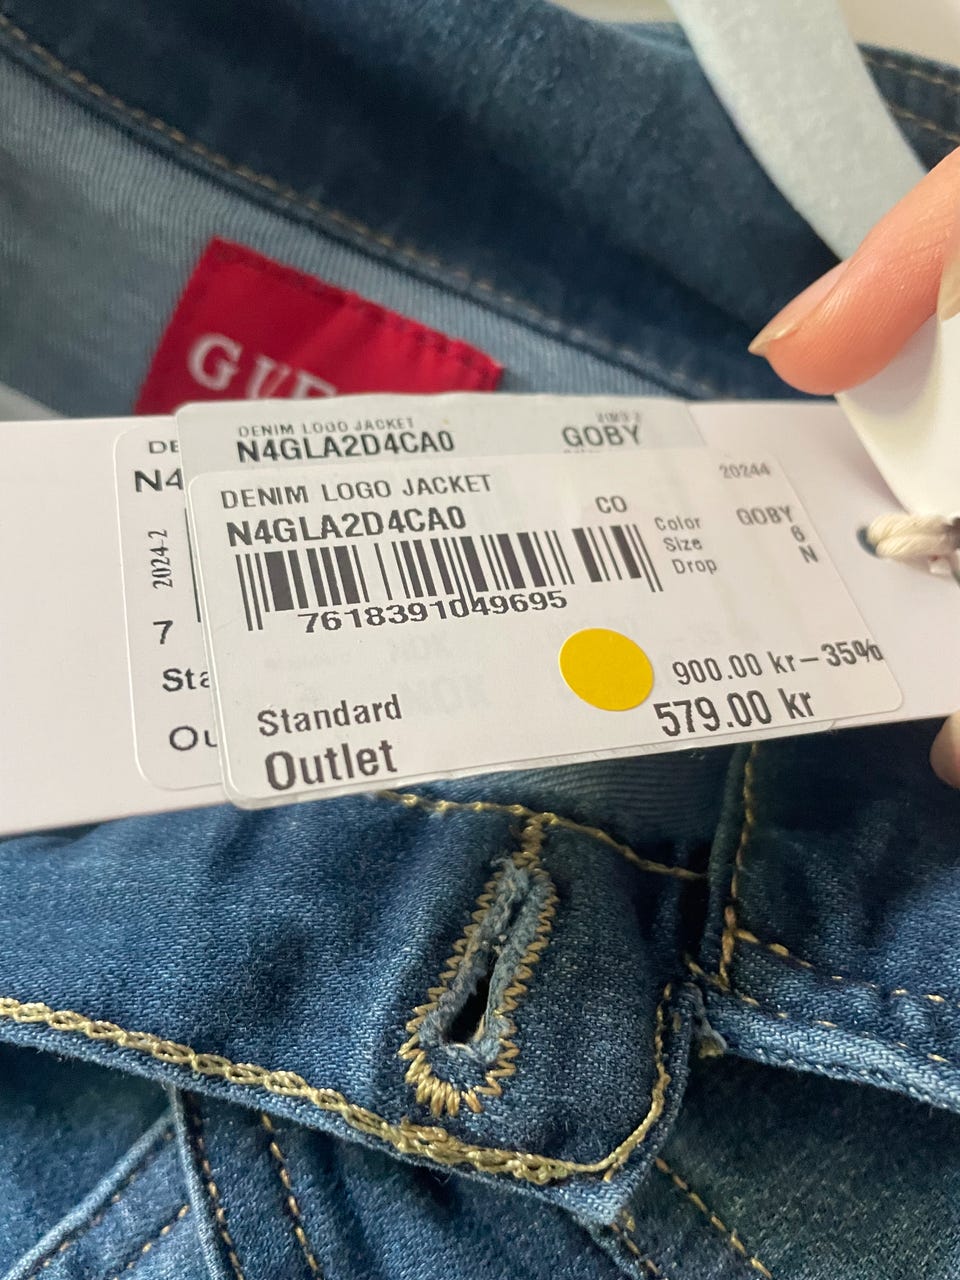 GUE
DENIM LOGO JACKET
N4GLA2D4CA0 GOBY
DE
N4
2024-2
7
Sta
Ou
DENIM LOGO JACKET 20244
N4GLA2D4CA0 CO
Color GOBY
Size 6
Drop N
7618391049695
900.00 kr-35%
Standard 579.00 kr
Outlet